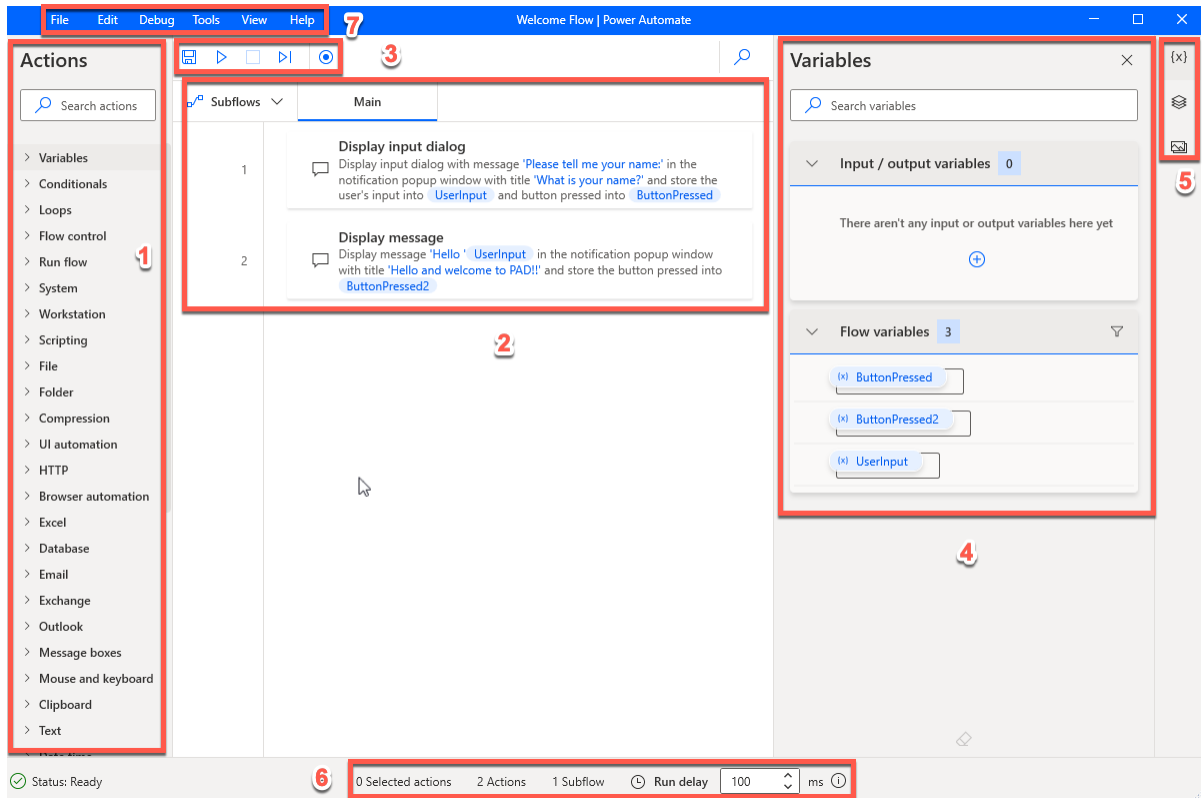 File Edit Debug Tools View Help
Welcome Flow | Power Automate
7
Actions
Search actions
Variables
Conditionals
Loops
Flow control
Run flow
System
Workstation
Scripting
File
Folder
Compression
UI automation
HTTP
Browser automation
Excel
Database
Email
Exchange
Outlook
Message boxes
Mouse and keyboard
Clipboard
Text
Date time
1
3
Subflows
Main
1
Display input dialog
Display input dialog with message 'Please tell me your name:' in the
notification popup window with title 'What is your name?' and store the
user's input into UserInput and button pressed into ButtonPressed
2
Display message
Display message 'Hello ' UserInput in the notification popup window
with title 'Hello and welcome to PAD!!' and store the button pressed into
ButtonPressed2
2
Variables
Search variables
Input / output variables 0
There aren't any input or output variables here yet
Flow variables 3
(x) ButtonPressed
(x) ButtonPressed2
(x) UserInput
4
{x}
5
Status: Ready
6
0 Selected actions 2 Actions 1 Subflow Run delay 100 ms